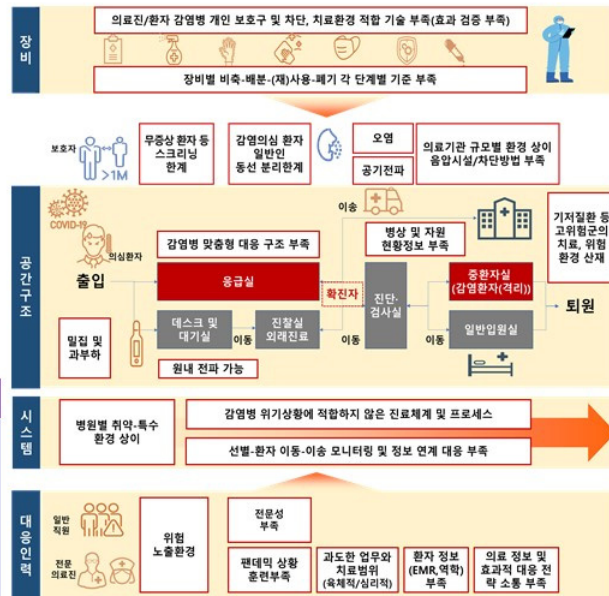 장비
의료진/환자 감염병 개인 보호구 및 차단, 치료환경 적합 기술 부족(효과 검증 부족)
장비별 비축-배분-(재)사용-폐기 각 단계별 기준 부족
보호자
>1M
무증상 환자 등
스크리닝
한계
감염의심 환자
일반인
동선 분리한계
오염
공기전파
의료기관 규모별 환경 상이
음압시설/차단방법 부족
공간구조
COVID-19
의심환자
출입
감염병 맞춤형 대응 구조 부족
이송
병상 및 자원
현황정보 부족
기저질환 등
고위험군의
치료, 위험
환경 산재
응급실
확진자
진단·
검사실
중환자실
(감염환자(격리))
퇴원
데스크 및
대기실
이동
진찰실
외래진료
이동
이동
일반입원실
밀집 및
과부하
원내 전파 가능
시스템
병원별 취약-특수
환경 상이
감염병 위기상황에 적합하지 않은 진료체계 및 프로세스
선별-환자 이동-이송 모니터링 및 정보 연계 대응 부족
대응인력
일반
직원
전문
의료진
위험
노출환경
전문성
부족
팬데믹 상황
훈련부족
과도한 업무와
치료범위
(육체적/심리적)
환자 정보
(EMR,역학)
부족
의료 정보 및
효과적 대응 전
략 소통 부족